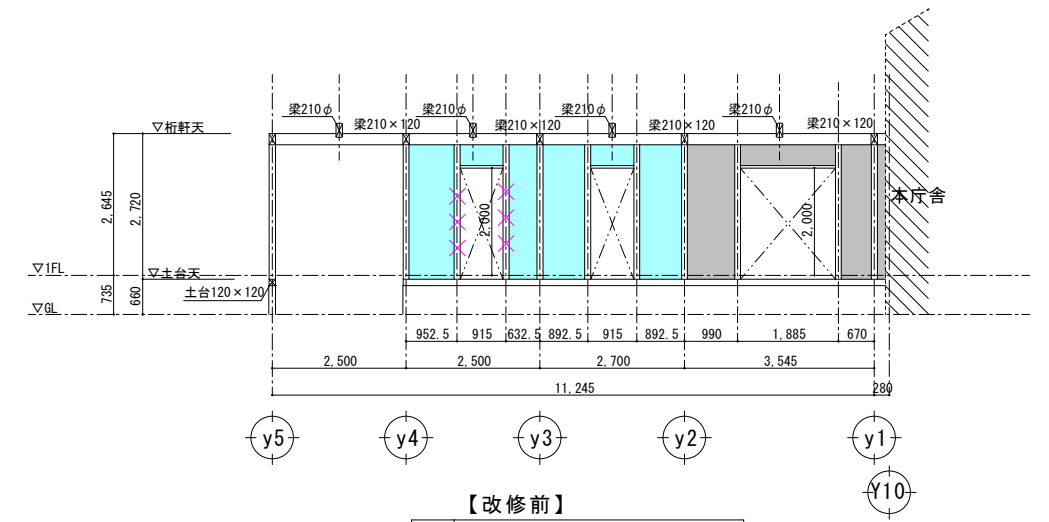 梁210φ
梁210φ
梁210φ
梁210φ
▽桁軒天
梁210×120
梁210×120
梁210×120
梁210×120
2,645
2,720
2,000
2,000
本庁舎
▽1FL
▽土台天
735
660
土台120×120
▽GL
952.5
915
632.5
892.5
915
892.5
990
1,885
670
2,500
2,500
2,700
3,545
11,245
280
y5
y4
y3
y2
y1
Y10
【改修前】